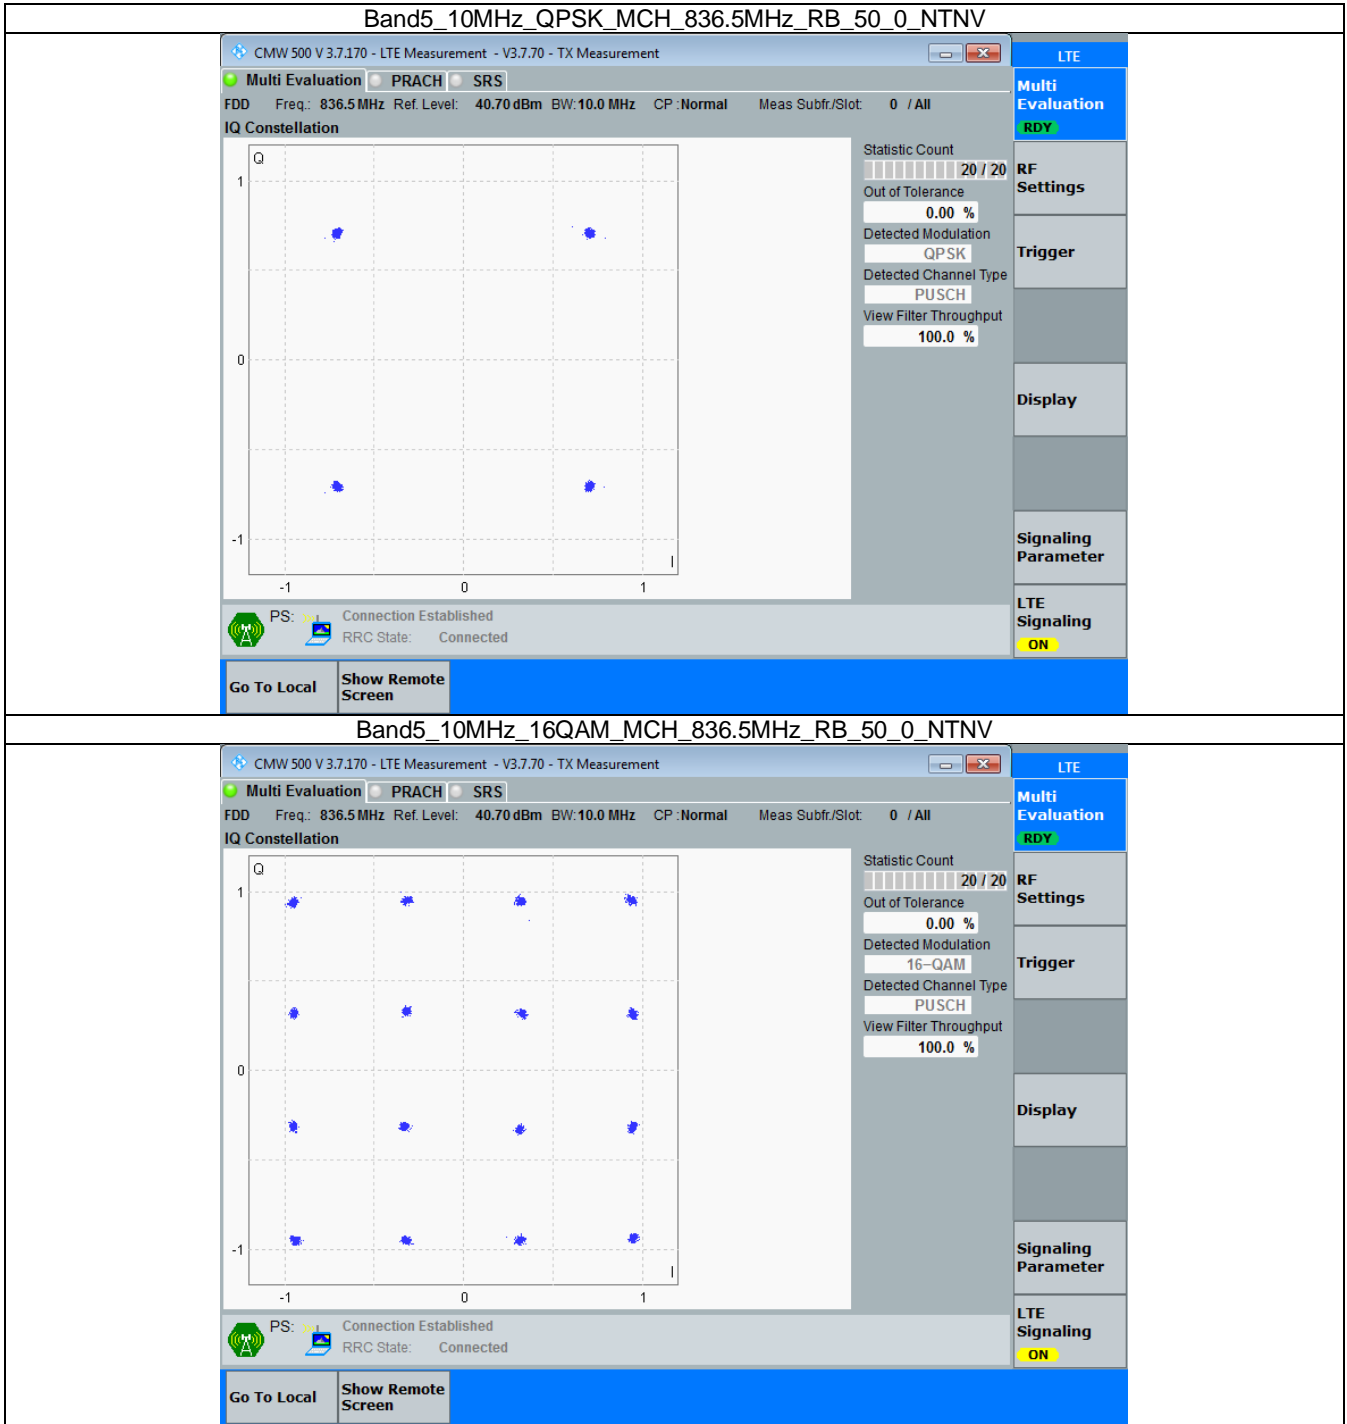 Band5_10MHz_QPSK_MCH_836.5MHz_RB_50_0_NTNV
CMW 500 V 3.7.170 - LTE Measurement - V3.7.70 - TX Measurement
LTE
Multi Evaluation PRACH SRS
Multi
Evaluation
RDY
FDD Freq.: 836.5 MHz Ref. Level: 40.70 dBm BW: 10.0 MHz CP : Normal Meas Subfr./Slot: 0 / All
IQ Constellation
Q
1
0
-1
I
-1 0 1
Statistic Count
20 / 20
Out of Tolerance
0.00 %
Detected Modulation
QPSK
Detected Channel Type
PUSCH
View Filter Throughput
100.0 %
RF
Settings
Trigger
Display
Signaling
Parameter
LTE
Signaling
ON
PS: Connection Established
RRC State: Connected
Go To Local
Show Remote
Screen
Band5_10MHz_16QAM_MCH_836.5MHz_RB_50_0_NTNV
CMW 500 V 3.7.170 - LTE Measurement - V3.7.70 - TX Measurement
LTE
Multi Evaluation PRACH SRS
Multi
Evaluation
RDY
FDD Freq.: 836.5 MHz Ref. Level: 40.70 dBm BW: 10.0 MHz CP : Normal Meas Subfr./Slot: 0 / All
IQ Constellation
Q
1
0
-1
I
-1 0 1
Statistic Count
20 / 20
Out of Tolerance
0.00 %
Detected Modulation
16-QAM
Detected Channel Type
PUSCH
View Filter Throughput
100.0 %
RF
Settings
Trigger
Display
Signaling
Parameter
LTE
Signaling
ON
PS: Connection Established
RRC State: Connected
Go To Local
Show Remote
Screen